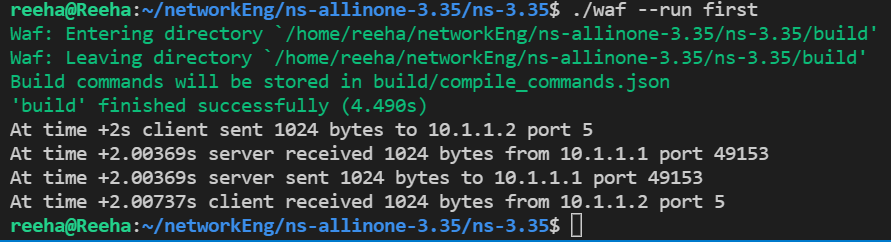 reeha@Reeha:~/networkEng/ns-allinone-3.35/ns-3.35$ ./waf --run first
Waf: Entering directory `/home/reeha/networkEng/ns-allinone-3.35/ns-3.35/build'
Waf: Leaving directory `/home/reeha/networkEng/ns-allinone-3.35/ns-3.35/build'
Build commands will be stored in build/compile_commands.json
'build' finished successfully (4.490s)
At time +2s client sent 1024 bytes to 10.1.1.2 port 5
At time +2.00369s server received 1024 bytes from 10.1.1.1 port 49153
At time +2.00369s server sent 1024 bytes to 10.1.1.1 port 49153
At time +2.00737s client received 1024 bytes from 10.1.1.2 port 5
reeha@Reeha:~/networkEng/ns-allinone-3.35/ns-3.35$